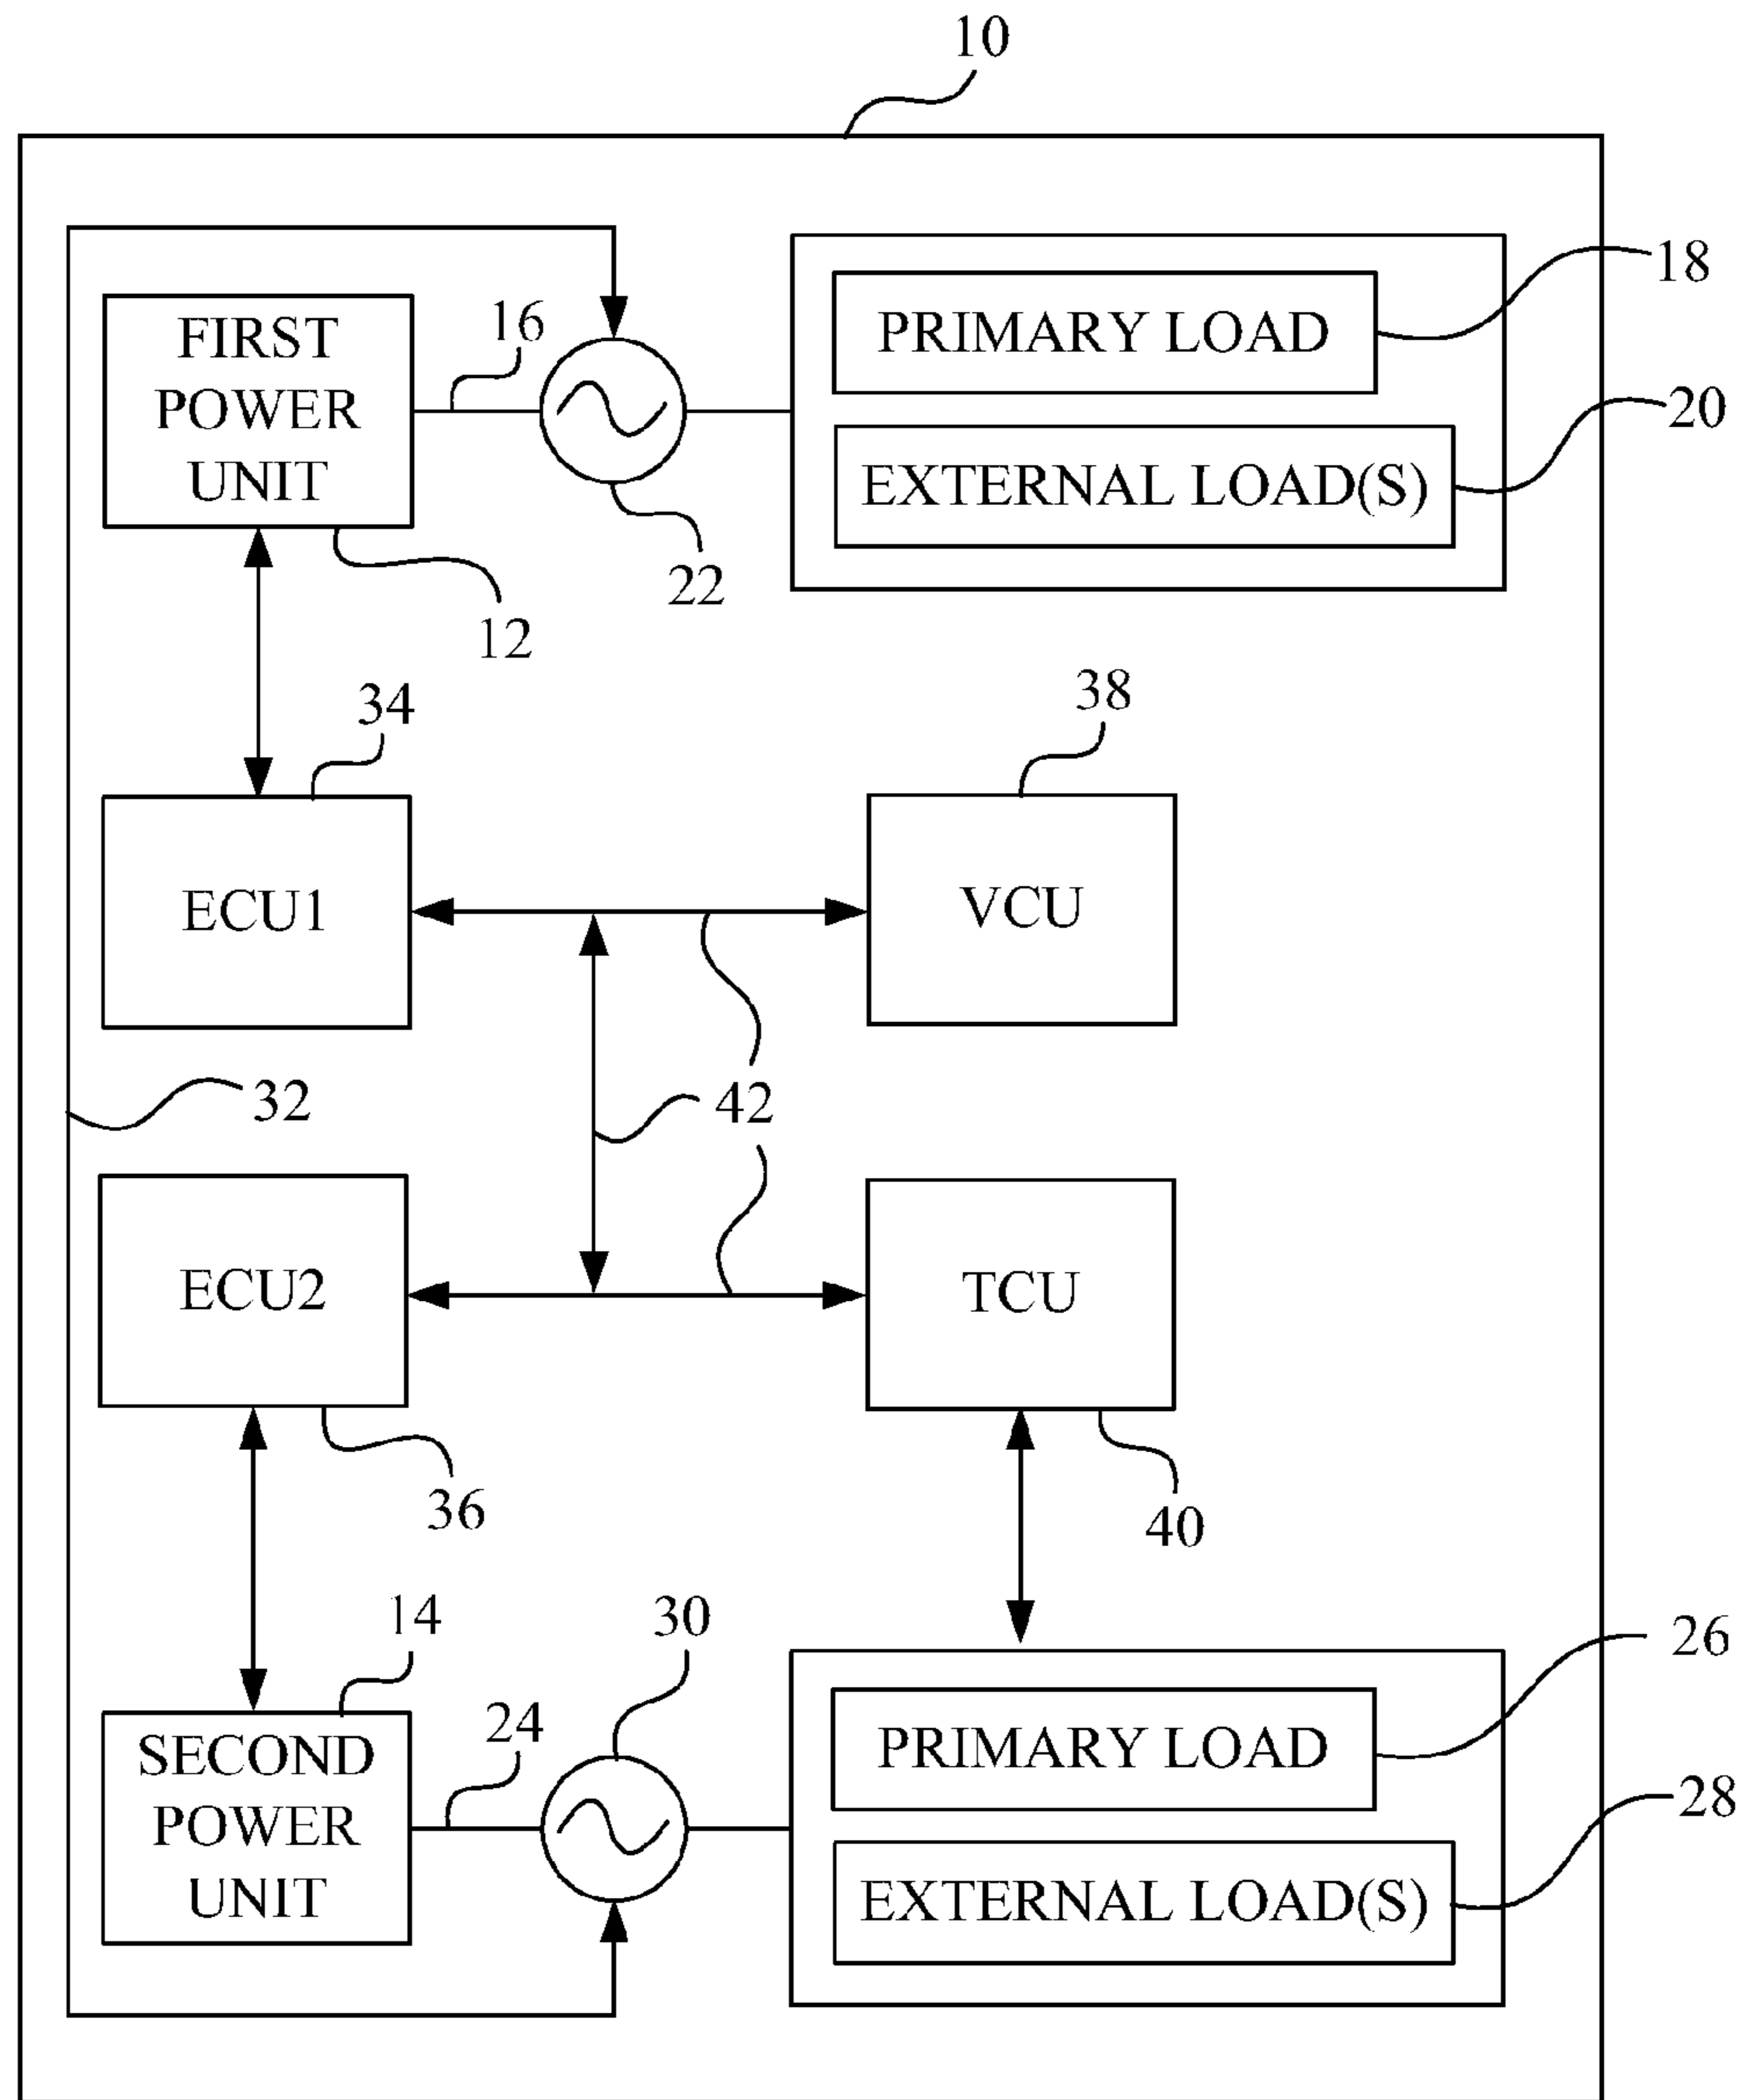 10
FIRST
POWER
UNIT
16
PRIMARY LOAD
18
EXTERNAL LOAD(S)
20
22
12
34
38
ECU1
VCU
32
42
ECU2
TCU
36
40
14
30
24
SECOND
POWER
UNIT
PRIMARY LOAD
26
EXTERNAL LOAD(S)
28